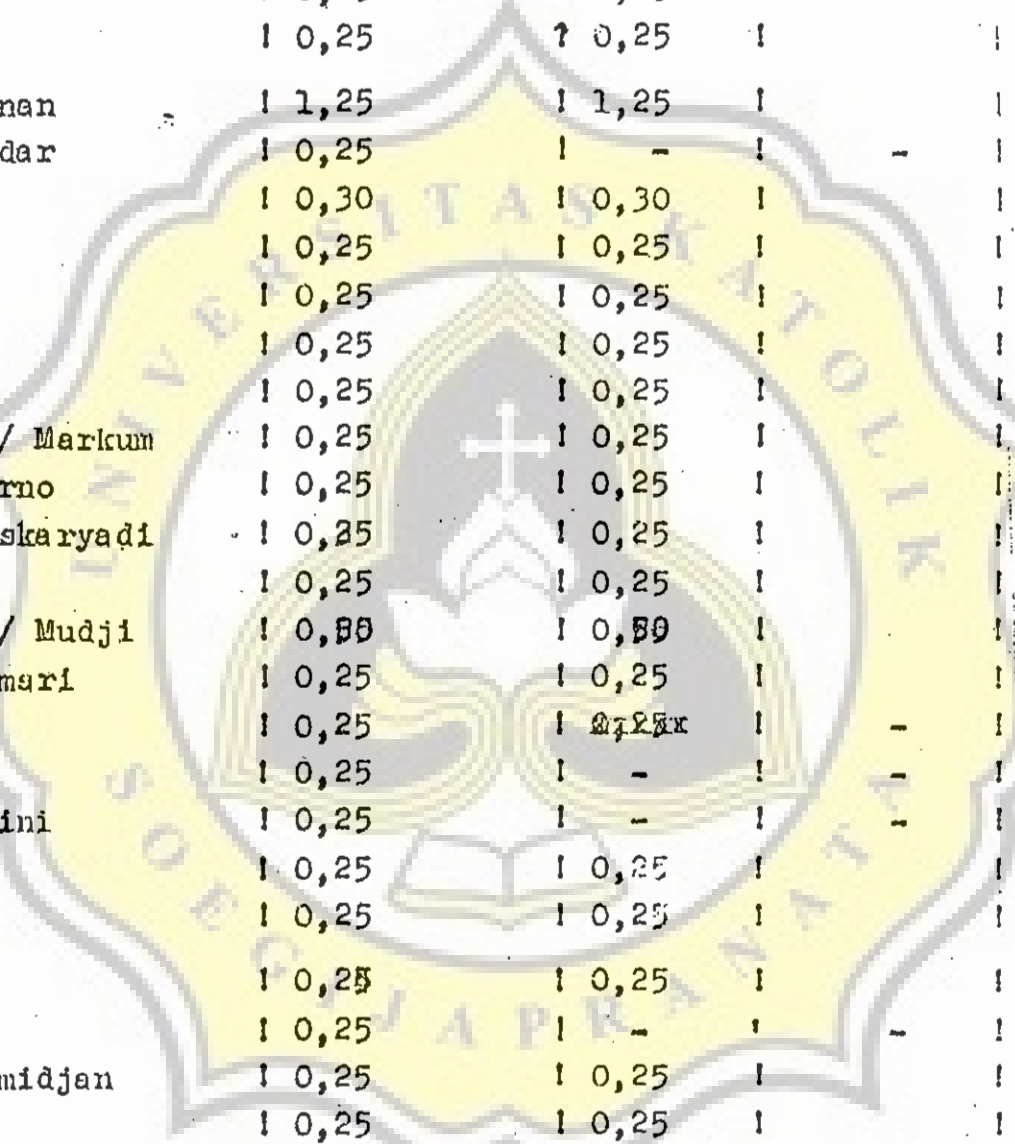 ! 0,25 ! 0,25 ! !
nan ! 1,25 ! 1,25 ! !
dar ! 0,25 ! - ! - !
! 0,30 ! 0,30 ! !
! 0,25 ! 0,25 ! !
! 0,25 ! 0,25 ! !
! 0,25 ! 0,25 ! !
! 0,25 ! 0,25 ! !
/ Markum ! 0,25 ! 0,25 ! !
rno ! 0,25 ! 0,25 ! !
skaryadi ! 0,25 ! 0,25 ! !
! 0,25 ! 0,25 ! !
/ Mudji ! ! ! !
mari ! 0,25 ! 0,25 ! !
! 0,25 ! ! - !
! 0,25 ! - ! - !
ini ! 0,25 ! - ! - !
! 0,25 ! 0,25 ! !
! 0,25 ! 0,25 ! !
! 0,25 ! 0,25 ! !
! 0,25 ! - ! - !
midjan ! 0,25 ! 0,25 ! !
! 0,25 ! 0,25 ! !
UNIVERSITAS KATOLIK
SOEGIJAPRANATA